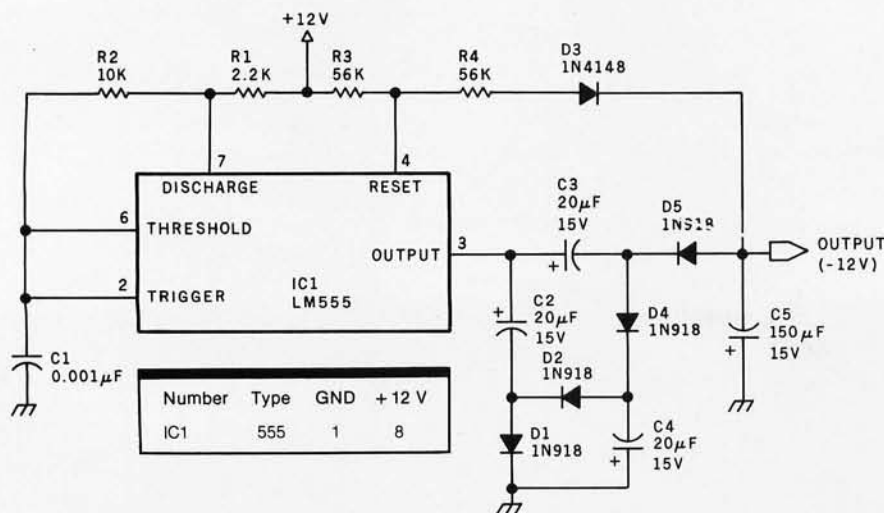 +12V
R2
10K
R1
2.2K
R3
56K
R4
56K
D3
1N4148
7
4
DISCHARGE
RESET
6
THRESHOLD
C3
20µF
15V
+
D5
1N918
3
OUTPUT
OUTPUT
(-12V)
2
TRIGGER
IC1
LM555
+
C2
20µF
15V
D4
1N918
C5
150µF
15V
+
C1
0.001µF
D2
1N918
Number Type GND +12 V
IC1 555 1 8
D1
1N918
C4
20µF
15V
+